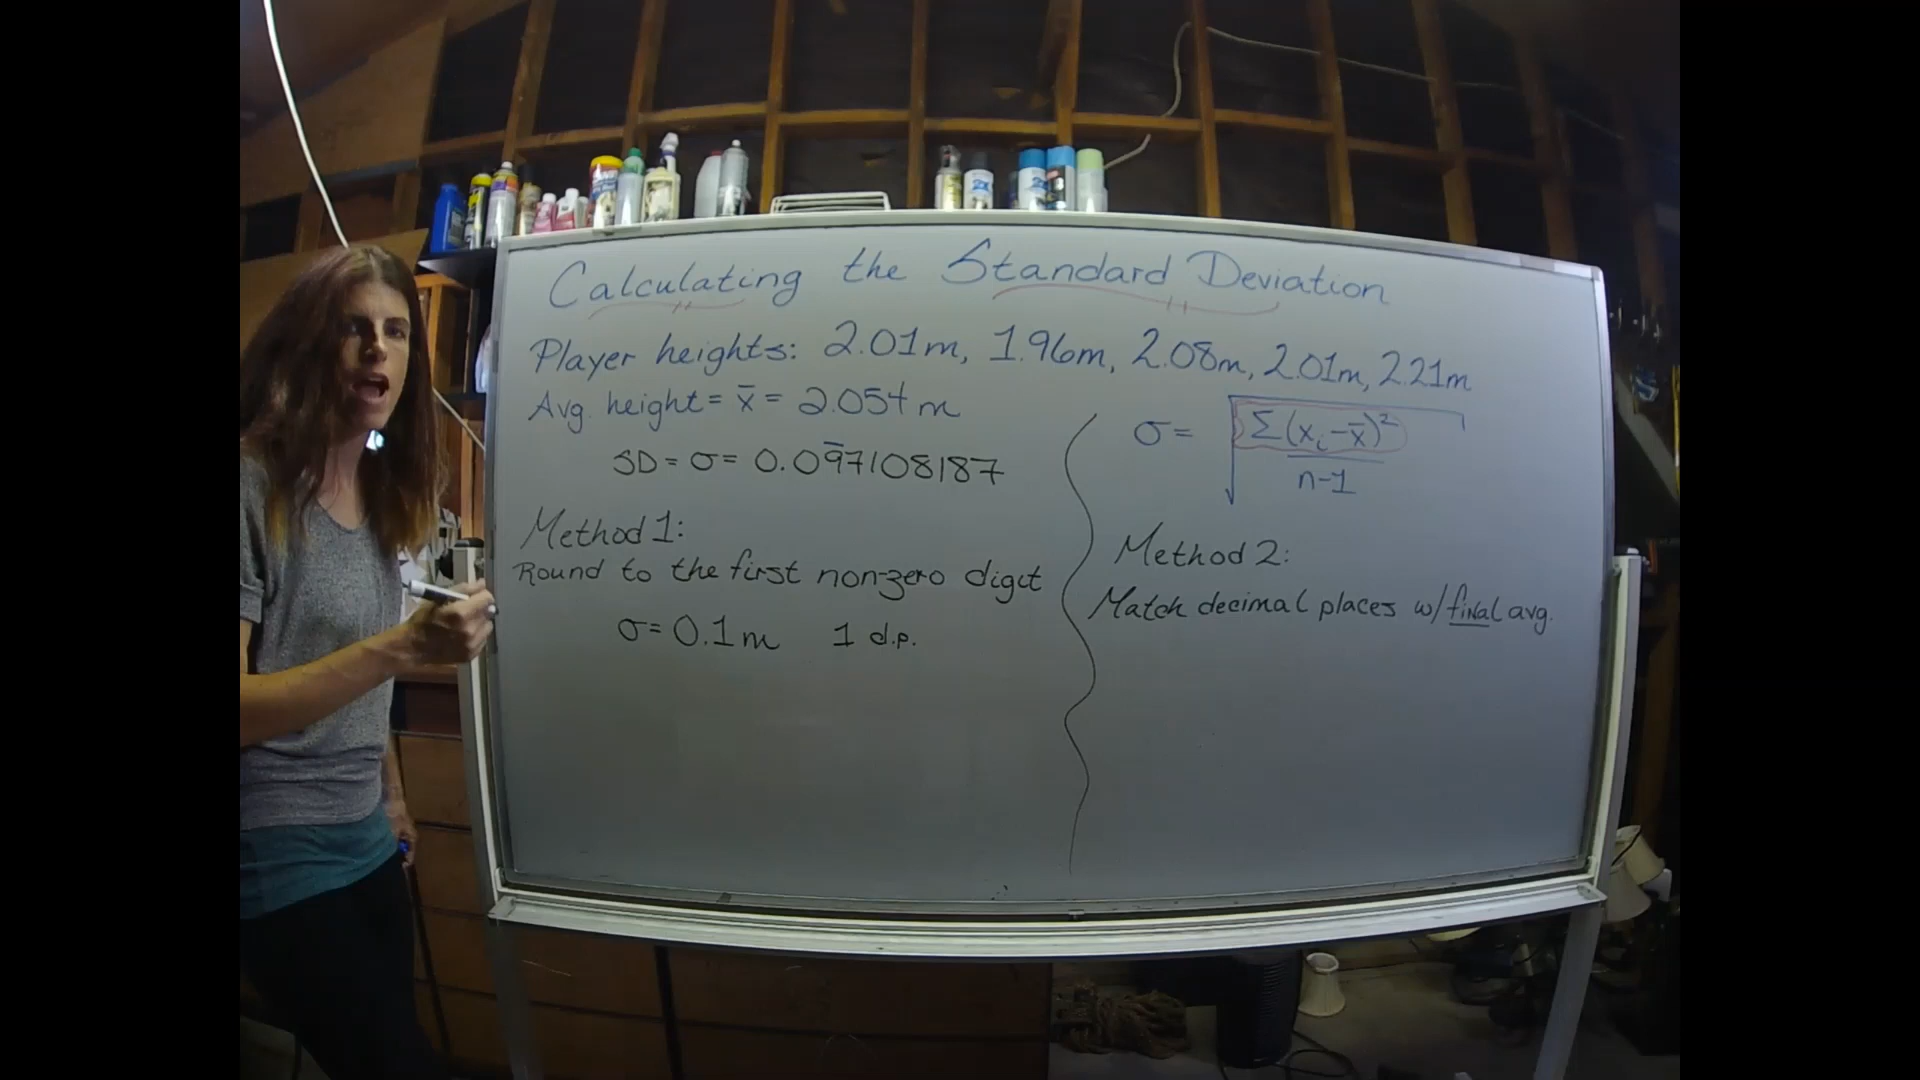 Calculating the Standard Deviation
Player heights: 2.01m, 1.96m, 2.08m, 2.01m, 2.21m
Avg. height = x̄ = 2.054 m
SD = σ = 0.09̅7108187
Method 1:
Round to the first non-zero digit
σ = 0.1m 1 d.p.
σ = √(Σ(xᵢ-x̄)²/(n-1))
Method 2:
Match decimal places w/ final avg.